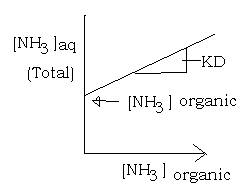 [NH3]aq
(Total)
KD
[NH3] organic
[NH3] organic